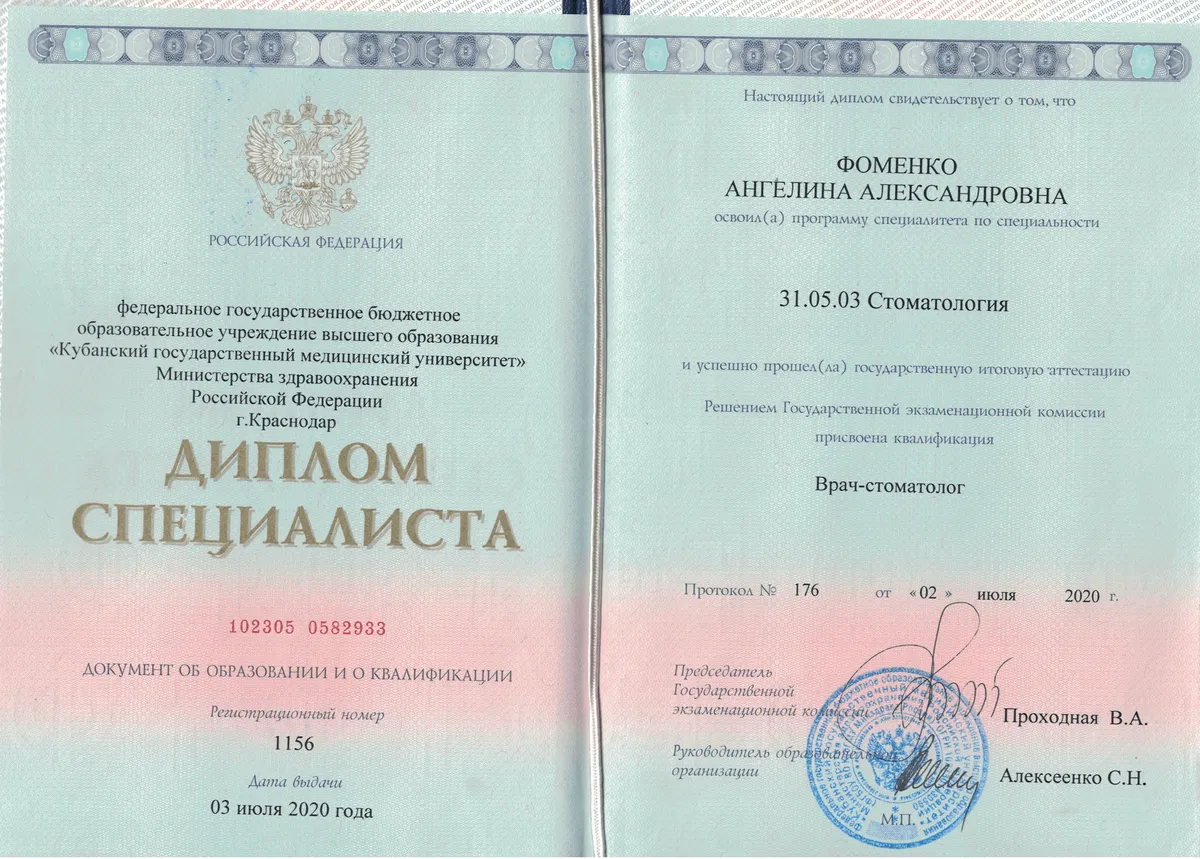 РОССИЙСКАЯ ФЕДЕРАЦИЯ
федеральное государственное бюджетное
образовательное учреждение высшего образования
«Кубанский государственный медицинский университет»
Министерства здравоохранения
Российской Федерации
г.Краснодар
ДИПЛОМ
СПЕЦИАЛИСТА
102305 0582933
ДОКУМЕНТ ОБ ОБРАЗОВАНИИ И О КВАЛИФИКАЦИИ
Регистрационный номер
1156
Дата выдачи
03 июля 2020 года
Настоящий диплом свидетельствует о том, что
ФОМЕНКО
АНГЕЛИНА АЛЕКСАНДРОВНА
освоил(а) программу специалитета по специальности
31.05.03 Стоматология
и успешно прошел(ла) государственную итоговую аттестацию
Решением Государственной экзаменационной комиссии
присвоена квалификация
Врач-стоматолог
Протокол № 176 от «02 » июля 2020 г.
Председатель
Государственной
экзаменационной комиссии
Проходная В.А.
Руководитель образовательной
организации
Алексеенко С.Н.
М.П.